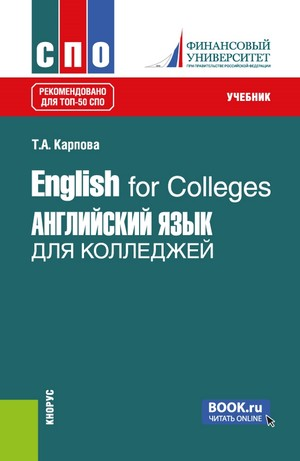 СПО
РЕКОМЕНДОВАНО
ДЛЯ ТОП-50 СПО
ФИНАНСОВЫЙ
УНИВЕРСИТЕТ
ПРИ ПРАВИТЕЛЬСТВЕ РОССИЙСКОЙ ФЕДЕРАЦИИ
УЧЕБНИК
Т.А. Карпова
English for Colleges
АНГЛИЙСКИЙ ЯЗЫК
ДЛЯ КОЛЛЕДЖЕЙ
КНОРУС
BOOK.ru
ЧИТАТЬ ONLINE